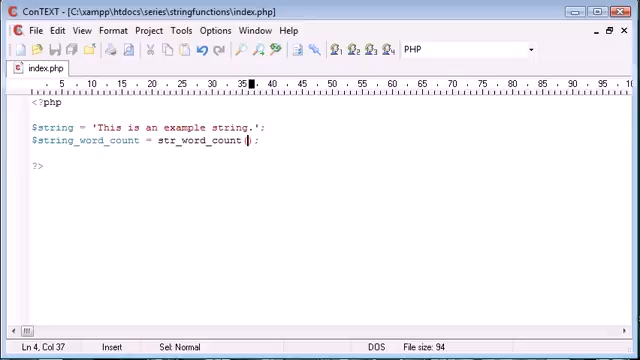 ConTEXT - [C:\xampp\htdocs\series\stringfunctions\index.php]
File Edit View Format Project Tools Options Window Help
PHP
index.php
5 10 15 20 25 30 35 40 45 50 55 60 65 70 75 80 85 90 95 10
<?php
$string = 'This is an example string.';
$string_word_count = str_word_count();
?>
Ln 4, Col 37 Insert Sel: Normal DOS File size: 94